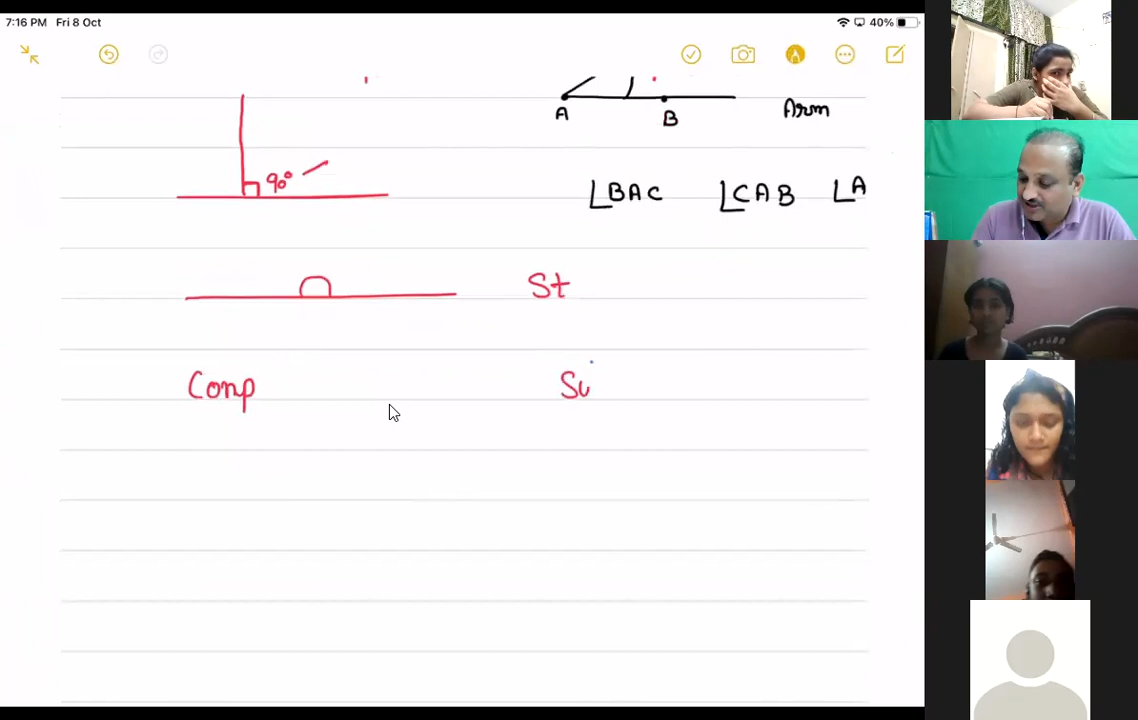 7:16 PM Fri 8 Oct 40%
A B Arm
90°
∠BAC ∠CAB ∠A
St
Comp Su